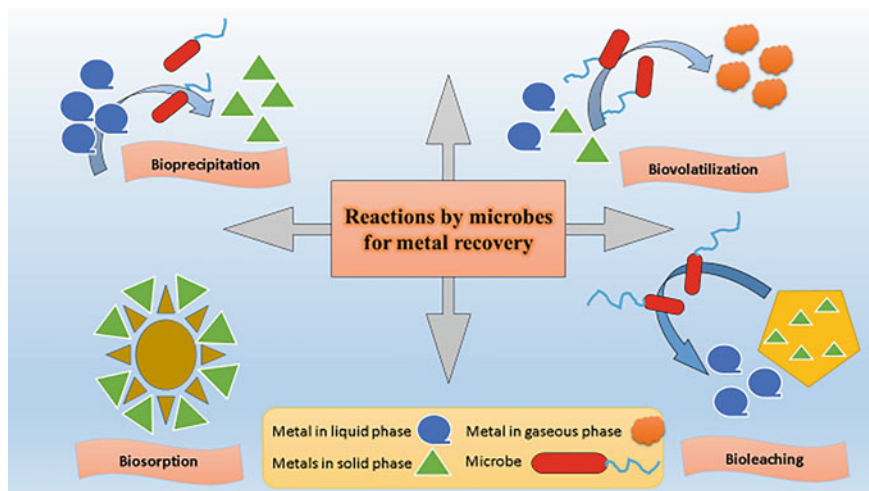 Bioprecipitation
Biovolatilization
Reactions by microbes
for metal recovery
Biosorption
Metal in liquid phase
Metal in gaseous phase
Metals in solid phase
Microbe
Bioleaching